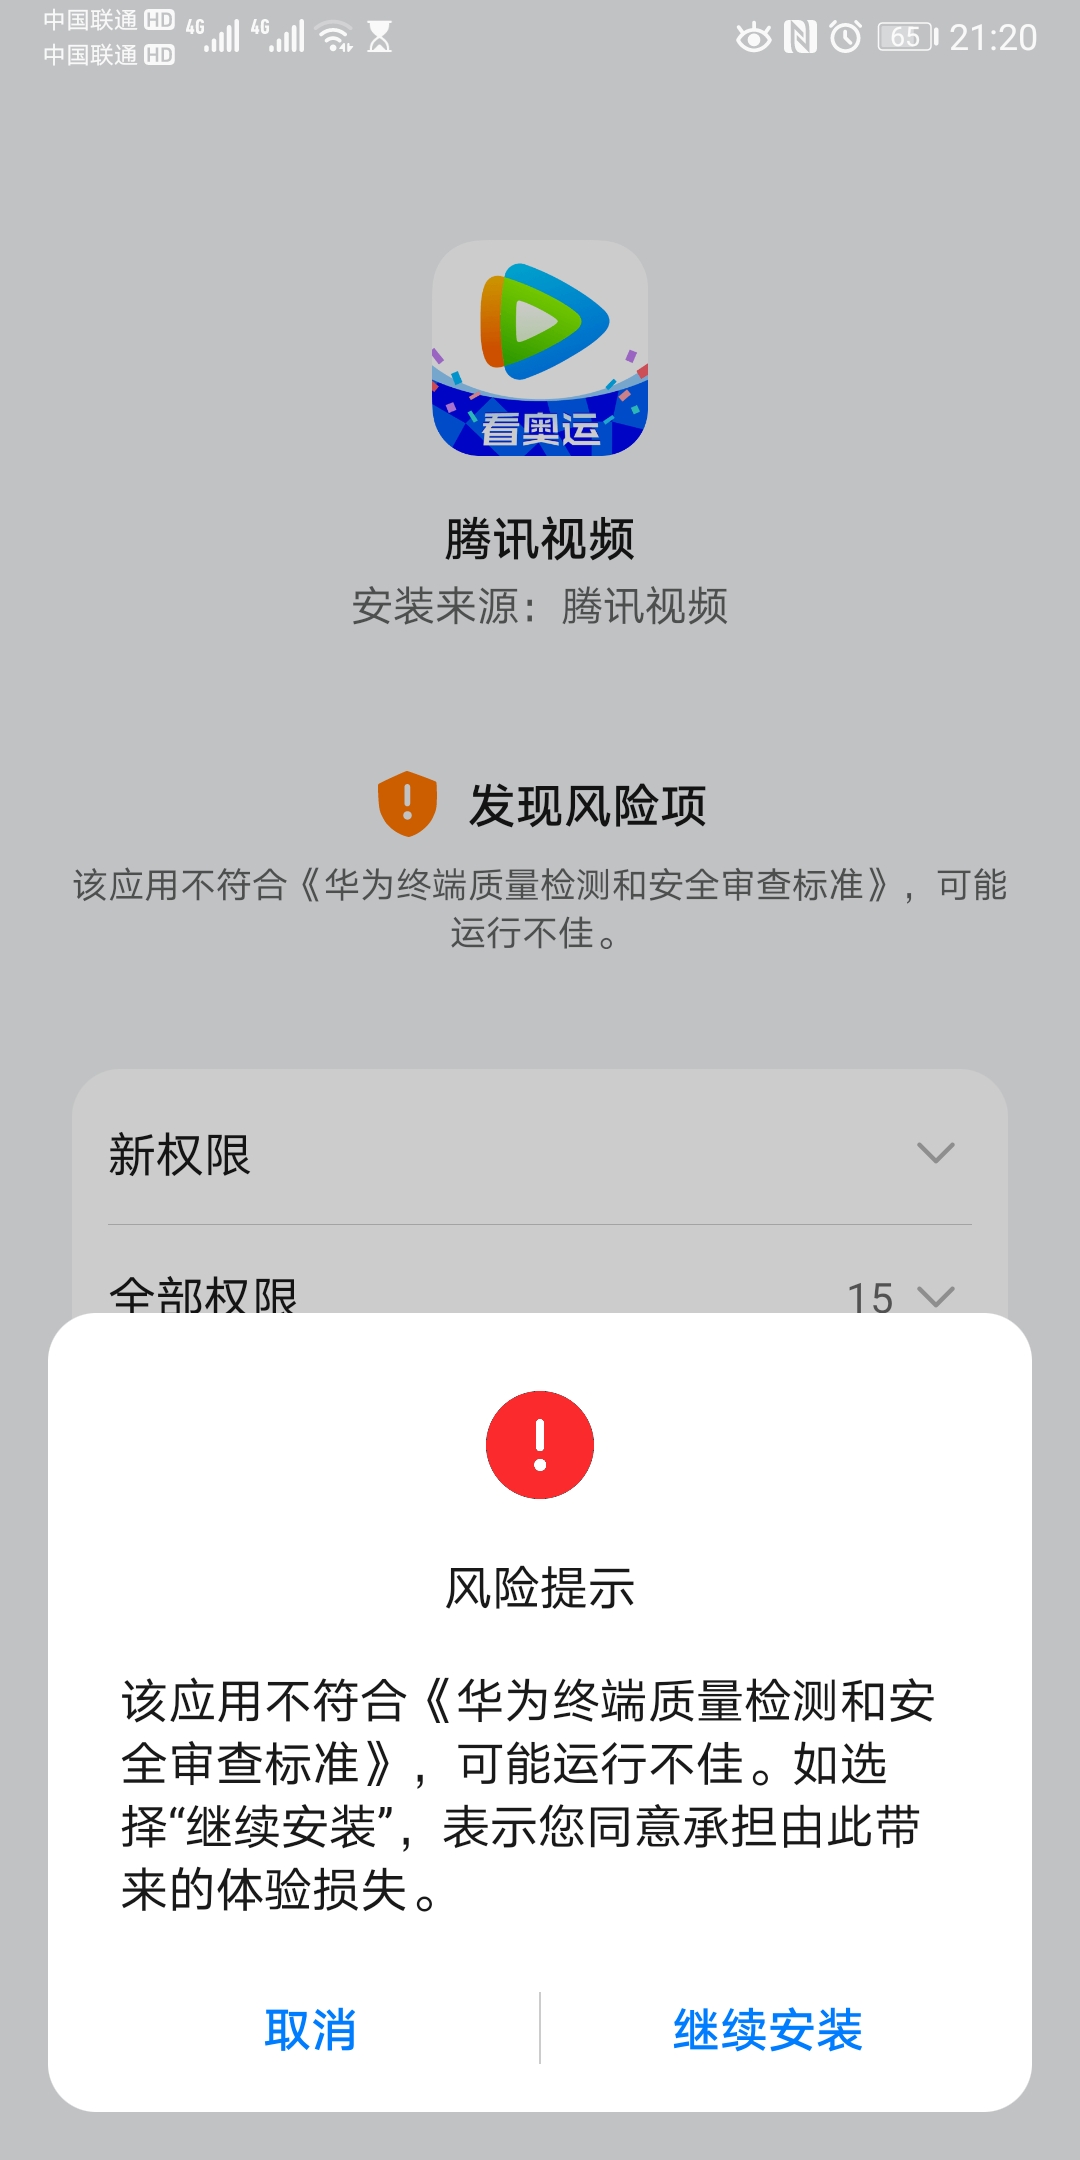 中国联通 HD 4G 4G 65 21:20
中国联通 HD
看奥运
腾讯视频
安装来源：腾讯视频
发现风险项
该应用不符合《华为终端质量检测和安全审查标准》，可能
运行不佳。
新权限
全部权限 15
风险提示
该应用不符合《华为终端质量检测和安
全审查标准》，可能运行不佳。如选
择“继续安装”，表示您同意承担由此带
来的体验损失。
取消 继续安装